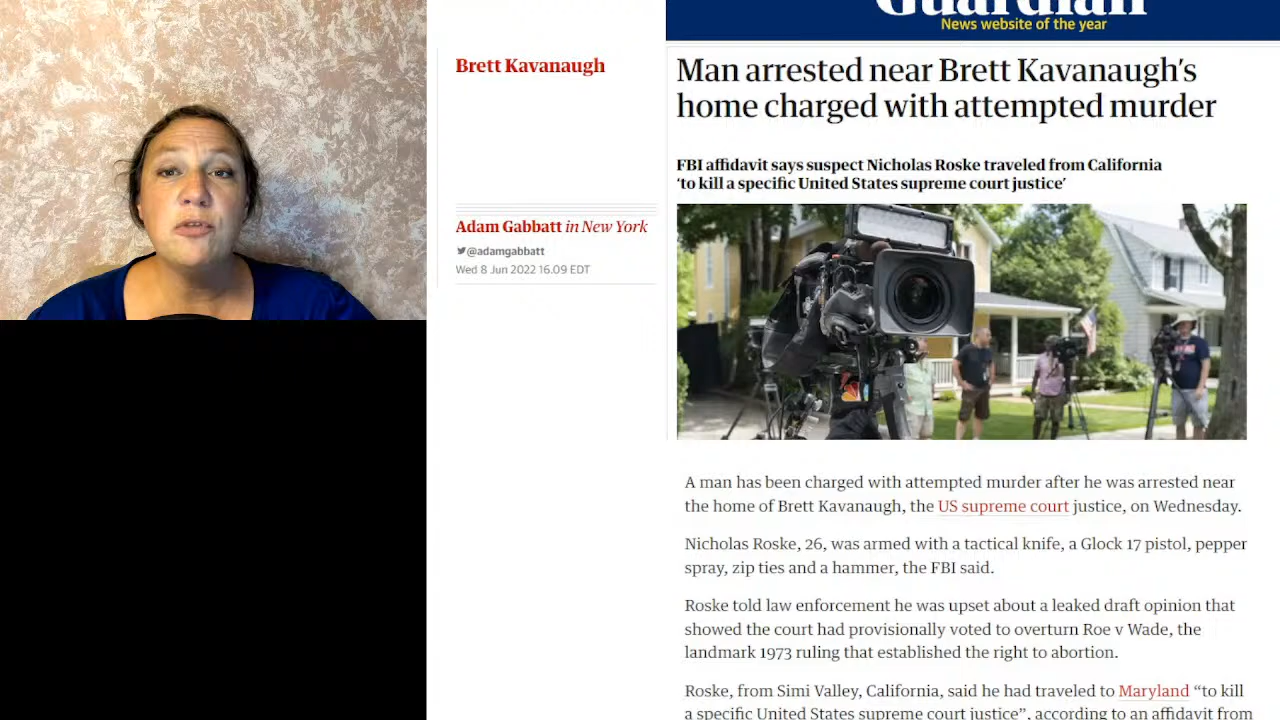 Guardian
News website of the year
Brett Kavanaugh
Adam Gabbatt in New York
@adamgabbatt
Wed 8 Jun 2022 16.09 EDT
Man arrested near Brett Kavanaugh’s
home charged with attempted murder
FBI affidavit says suspect Nicholas Roske traveled from California
‘to kill a specific United States supreme court justice’
A man has been charged with attempted murder after he was arrested near
the home of Brett Kavanaugh, the US supreme court justice, on Wednesday.
Nicholas Roske, 26, was armed with a tactical knife, a Glock 17 pistol, pepper
spray, zip ties and a hammer, the FBI said.
Roske told law enforcement he was upset about a leaked draft opinion that
showed the court had provisionally voted to overturn Roe v Wade, the
landmark 1973 ruling that established the right to abortion.
Roske, from Simi Valley, California, said he had traveled to Maryland “to kill
a specific United States supreme court justice”, according to an affidavit from